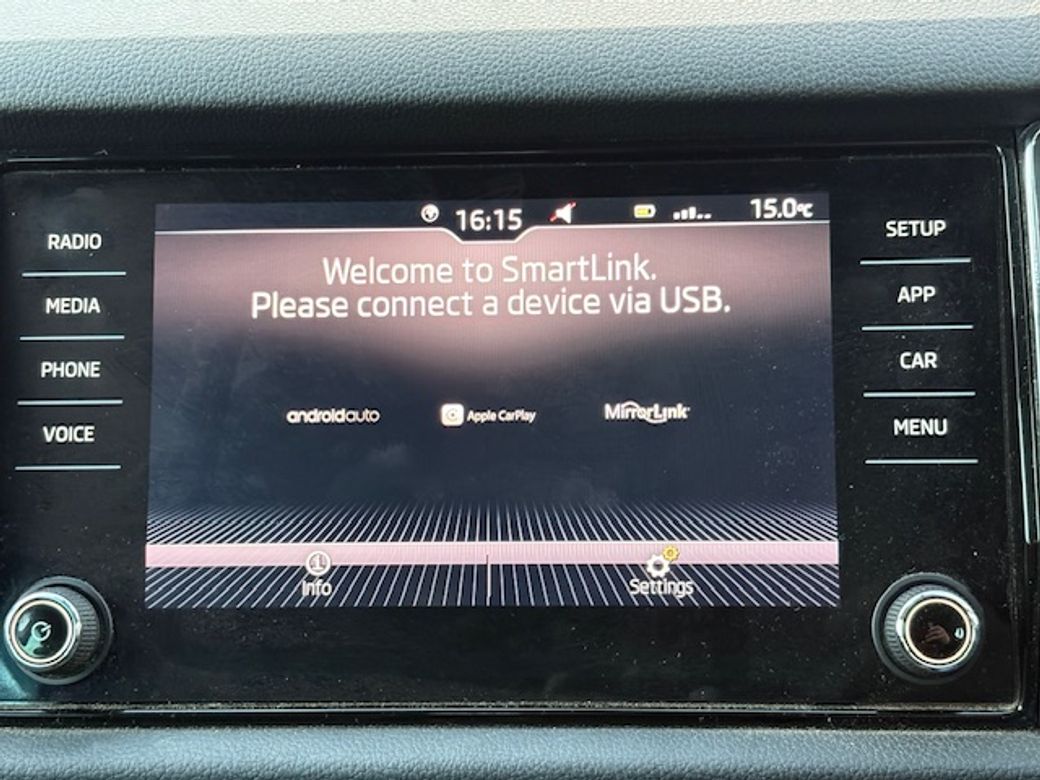 16:15
15.0°C
RADIO
MEDIA
PHONE
VOICE
Welcome to SmartLink.
Please connect a device via USB.
androidauto
Apple CarPlay
MirrorLink
Info
Settings
SETUP
APP
CAR
MENU